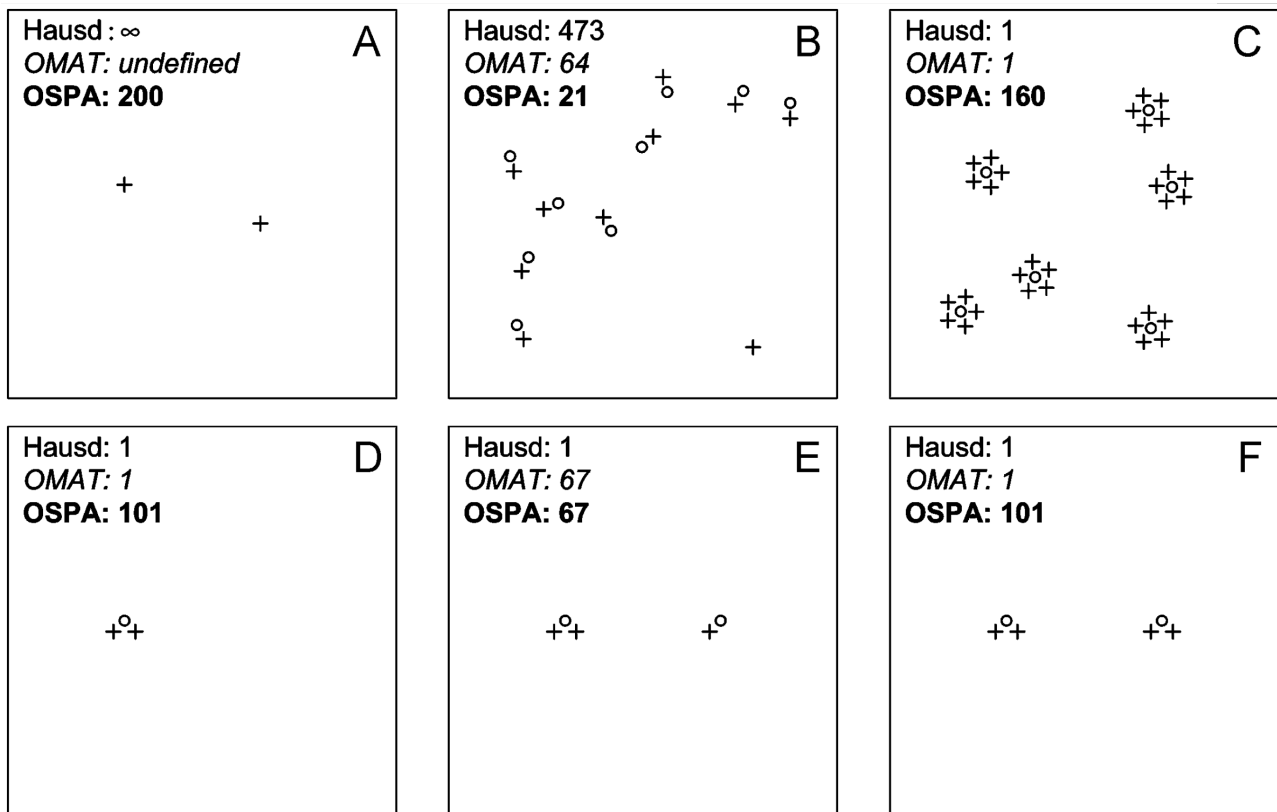 Hausd : ∞
OMAT: undefined
OSPA: 200
A
Hausd: 473
OMAT: 64
OSPA: 21
B
Hausd: 1
OMAT: 1
OSPA: 160
C
Hausd: 1
OMAT: 1
OSPA: 101
D
Hausd: 1
OMAT: 67
OSPA: 67
E
Hausd: 1
OMAT: 1
OSPA: 101
F